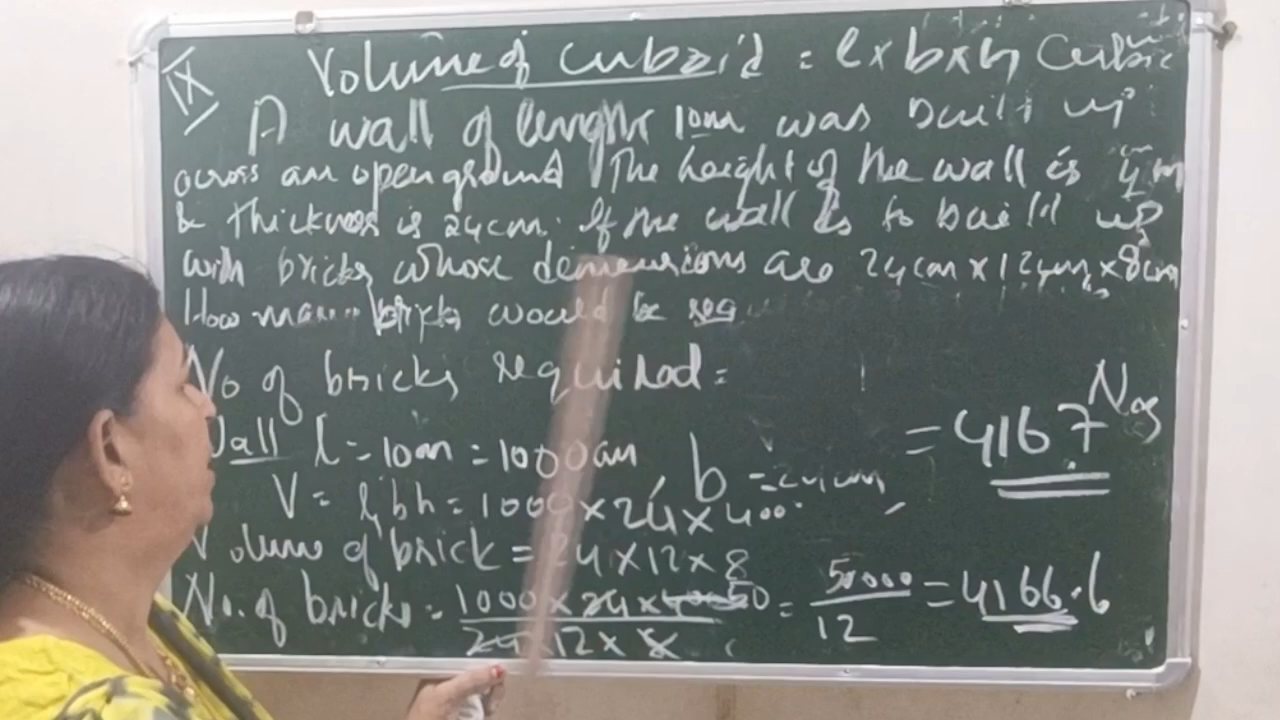 IX Volume of cuboid = l x b x h Cubic
A wall of length 10m was built up
across an open ground The height of the wall is 4m
& thickness is 24cm. If the wall is to built up
with bricks whose dimensions are 24cm x 12cm x 8cm
How many bricks would be req
No of bricks required =
Wall l = 10m = 1000cm, b = 24cm,
= 4167 Nos
V = lbh = 1000 x 24 x 400
Volume of brick = 24 x 12 x 8
No. of bricks = 1000 x 24 x 400 50 / 24 12 x 8 = 50000 / 12 = 4166.6